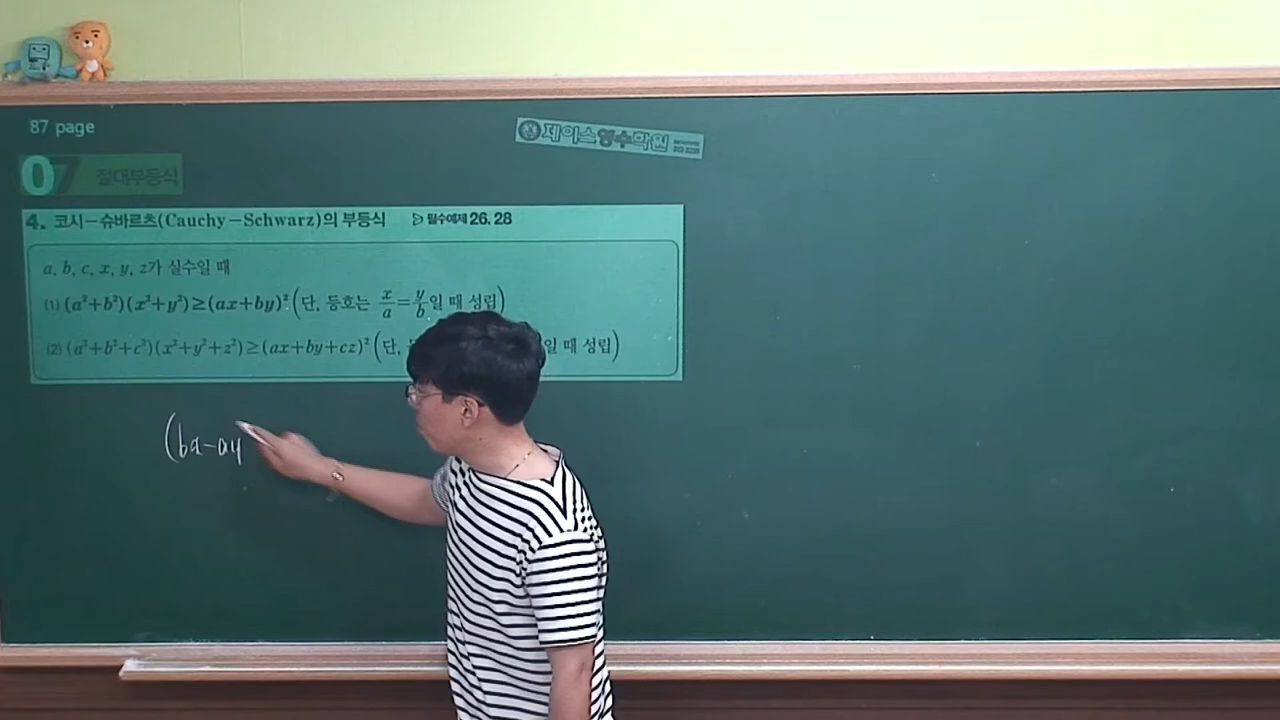 87 page
제이스영수학원
07 절대부등식
4. 코시-슈바르츠(Cauchy-Schwarz)의 부등식 ▷ 필수예제 26, 28
a, b, c, x, y, z가 실수일 때
(1) (a²+b²)(x²+y²)≥(ax+by)² (단, 등호는 x/a=y/b일 때 성립)
(2) (a²+b²+c²)(x²+y²+z²)≥(ax+by+cz)² (단, 일 때 성립)
(bx-ay